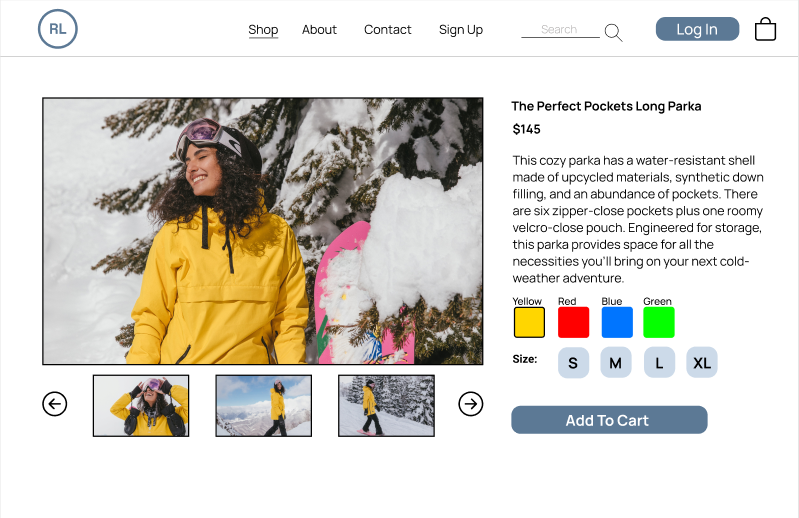 RL
Shop About Contact Sign Up Search Log In
The Perfect Pockets Long Parka
$145
This cozy parka has a water-resistant shell
made of upcycled materials, synthetic down
filling, and an abundance of pockets. There
are six zipper-close pockets plus one roomy
velcro-close pouch. Engineered for storage,
this parka provides space for all the
necessities you'll bring on your next cold-
weather adventure.
Yellow Red Blue Green
Size: S M L XL
Add To Cart